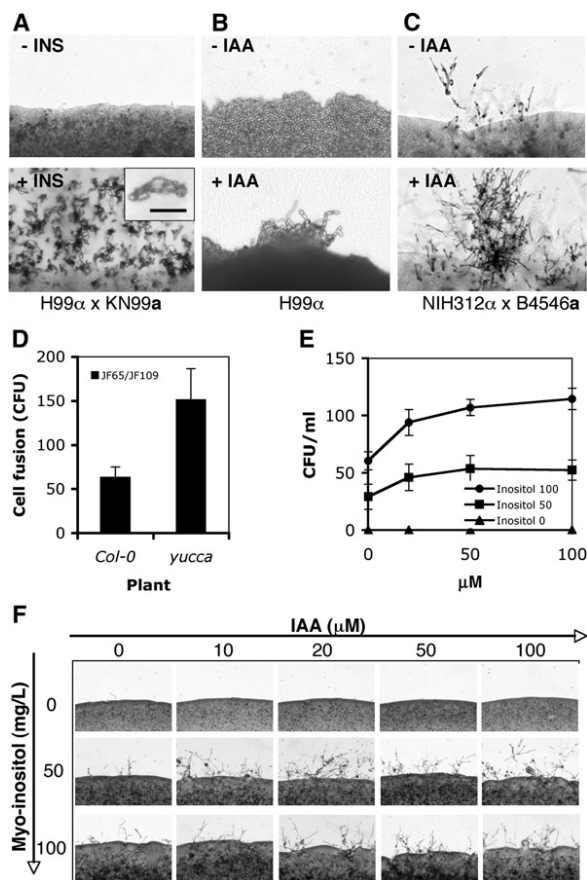 A B C
- INS - IAA - IAA
+ INS + IAA + IAA
H99α x KN99a H99α NIH312α x B4546a
D E
200
150
100
50
0
Cell fusion (CFU)
JF65/JF109
Col-0 yucca
Plant
150
100
50
0
CFU/ml
Inositol 100
Inositol 50
Inositol 0
0 50 100
μM
F
IAA (μM)
0 10 20 50 100
Myo-inositol (mg/L)
0
50
100